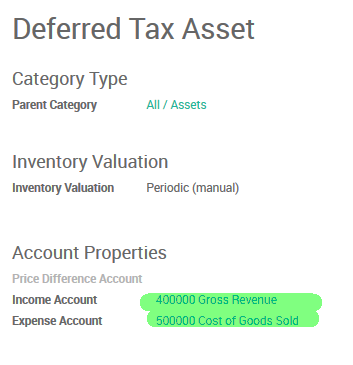 Deferred Tax Asset
Category Type
Parent Category All / Assets
Inventory Valuation
Inventory Valuation Periodic (manual)
Account Properties
Price Difference Account
Income Account 400000 Gross Revenue
Expense Account 500000 Cost of Goods Sold